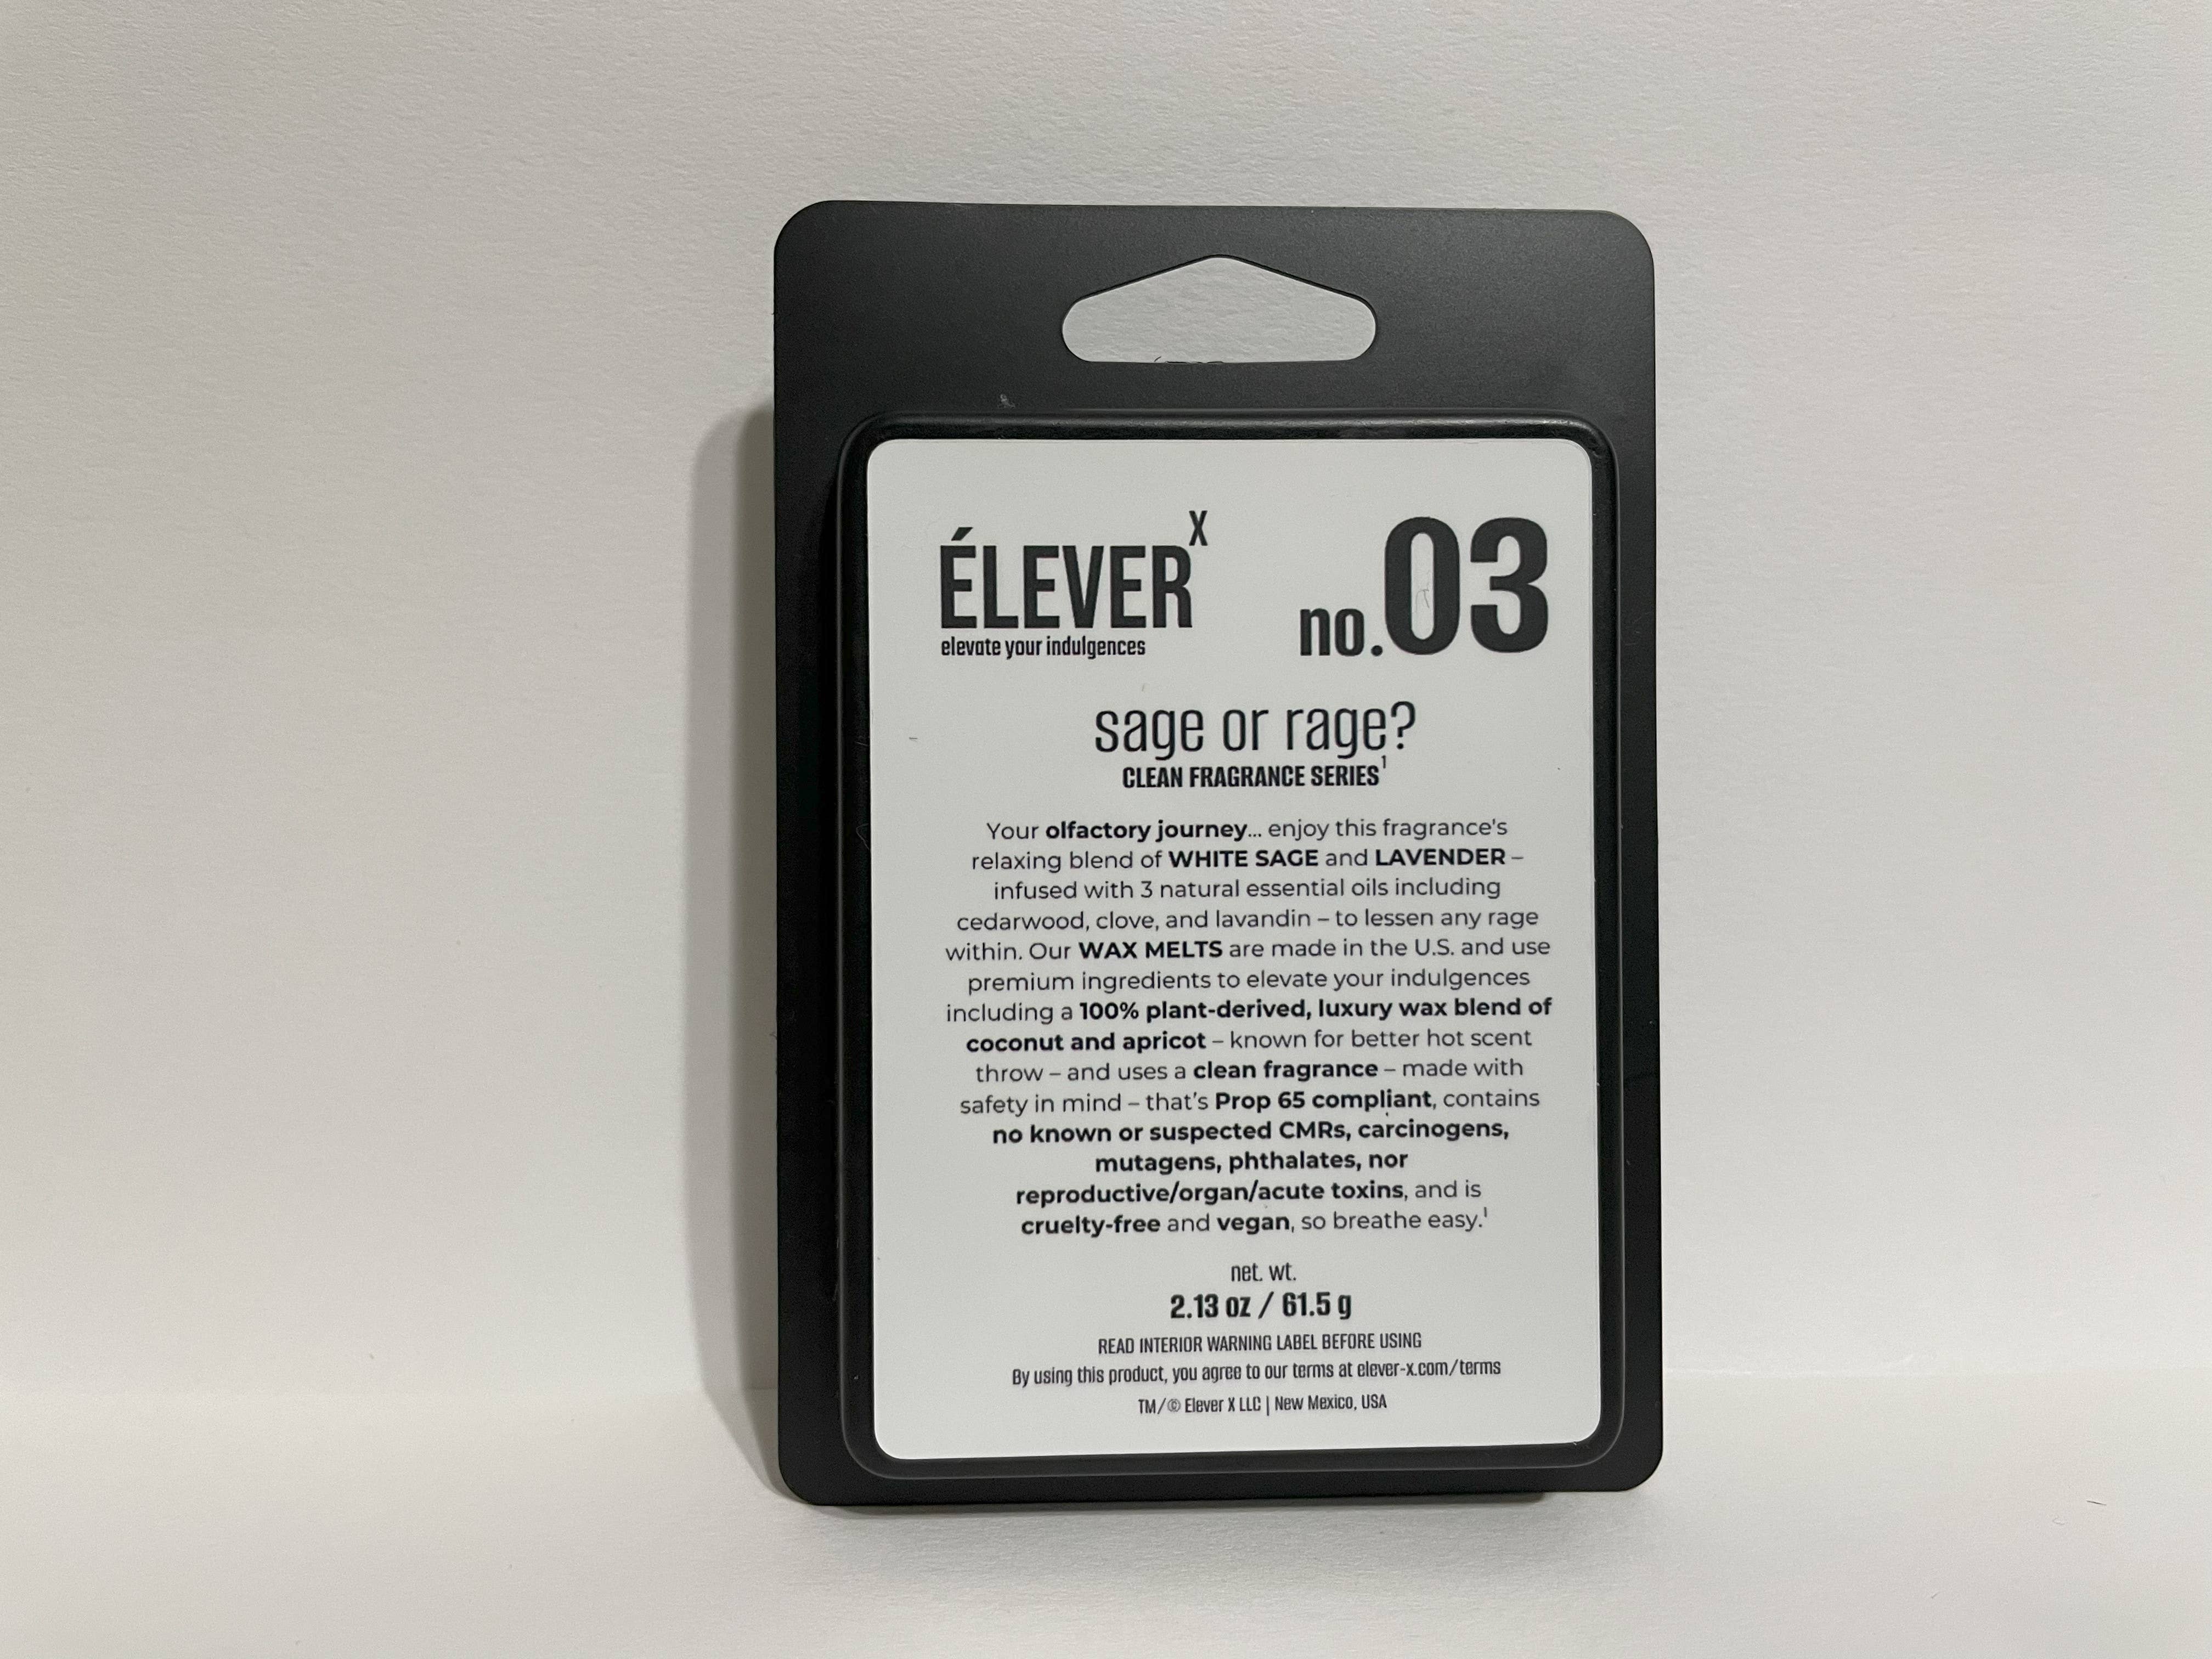 ÉLEVER X
elevate your indulgences
no.03
sage or rage?
CLEAN FRAGRANCE SERIES¹
Your olfactory journey... enjoy this fragrance's
relaxing blend of WHITE SAGE and LAVENDER –
infused with 3 natural essential oils including
cedarwood, clove, and lavandin – to lessen any rage
within. Our WAX MELTS are made in the U.S. and use
premium ingredients to elevate your indulgences
including a 100% plant-derived, luxury wax blend of
coconut and apricot – known for better hot scent
throw – and uses a clean fragrance – made with
safety in mind – that's Prop 65 compliant, contains
no known or suspected CMRs, carcinogens,
mutagens, phthalates, nor
reproductive/organ/acute toxins, and is
cruelty-free and vegan, so breathe easy.¹
net. wt.
2.13 oz / 61.5 g
READ INTERIOR WARNING LABEL BEFORE USING
By using this product, you agree to our terms at elever-x.com/terms
TM/© Elever X LLC | New Mexico, USA